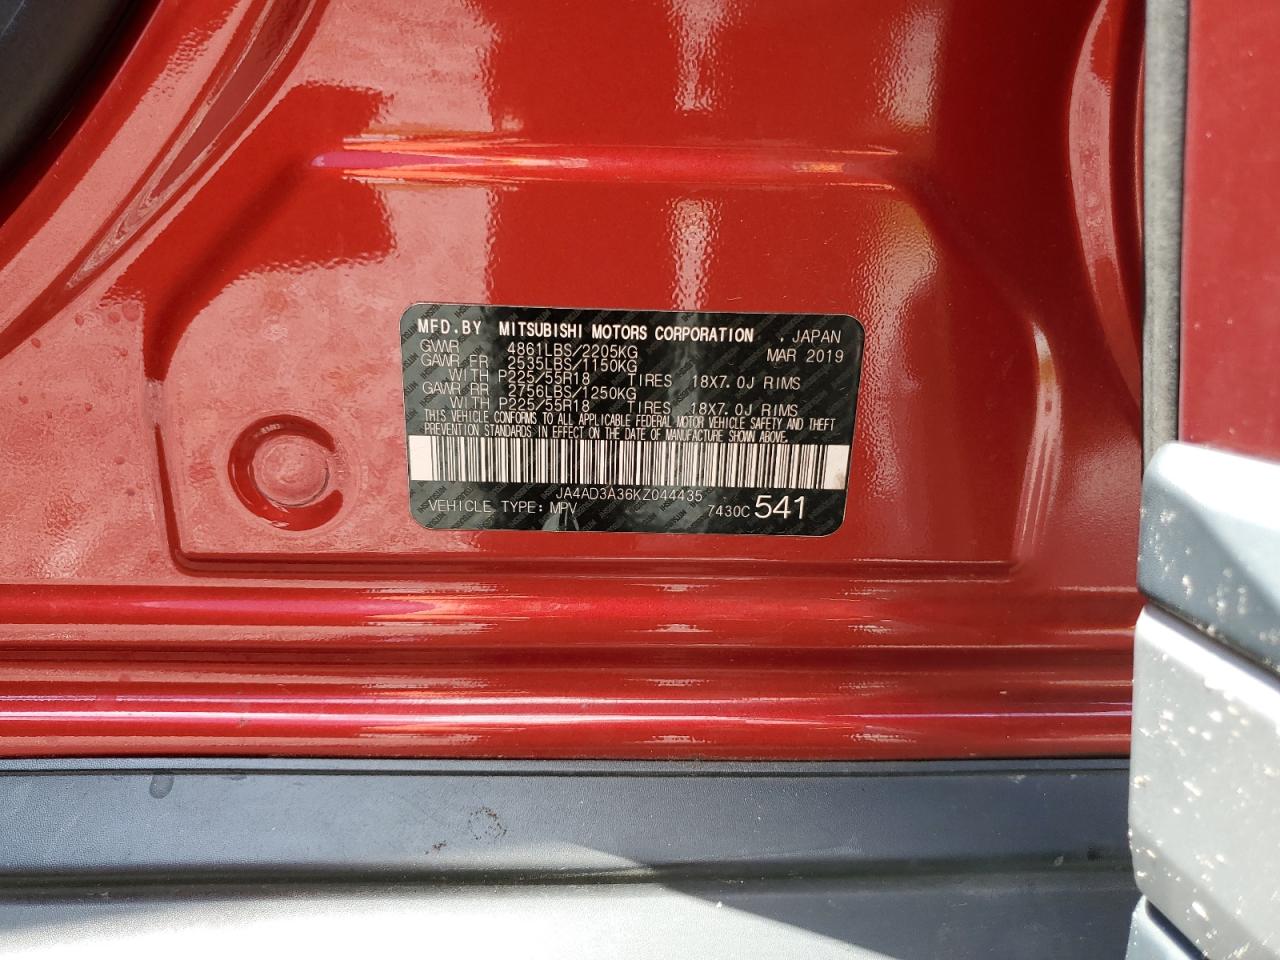 MFD.BY MITSUBISHI MOTORS CORPORATION , JAPAN
GVWR 4861LBS/2205KG MAR 2019
GAWR FR 2535LBS/1150KG
WITH P225/55R18 TIRES 18X7.0J RIMS
GAWR RR 2756LBS/1250KG
WITH P225/55R18 TIRES 18X7.0J RIMS
THIS VEHICLE CONFORMS TO ALL APPLICABLE FEDERAL MOTOR VEHICLE SAFETY AND THEFT
PREVENTION STANDARDS IN EFFECT ON THE DATE OF MANUFACTURE SHOWN ABOVE.
JA4AD3A36KZ044435
VEHICLE TYPE: MPV 7430C 541